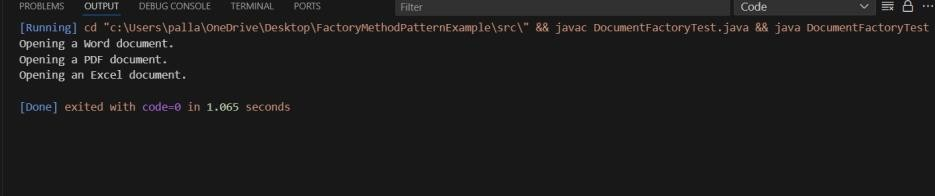 PROBLEMS OUTPUT DEBUG CONSOLE TERMINAL PORTS Filter Code
[Running] cd "c:\Users\palla\OneDrive\Desktop\FactoryMethodPatternExample\src\" && javac DocumentFactoryTest.java && java DocumentFactoryTest
Opening a Word document.
Opening a PDF document.
Opening an Excel document.
[Done] exited with code=0 in 1.065 seconds